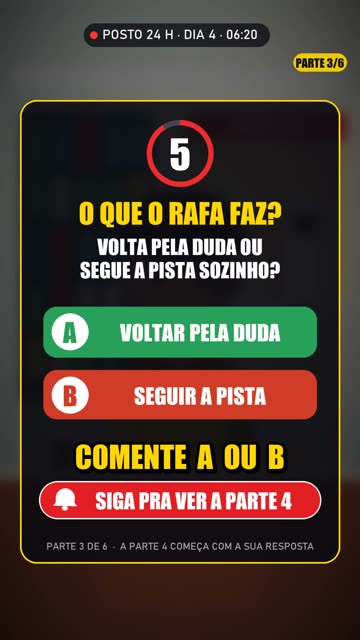 POSTO 24 H · DIA 4 · 06:20
PARTE 3/6
5
O QUE O RAFA FAZ?
VOLTA PELA DUDA OU
SEGUE A PISTA SOZINHO?
A VOLTAR PELA DUDA
B SEGUIR A PISTA
COMENTE A OU B
SIGA PRA VER A PARTE 4
PARTE 3 DE 6 · A PARTE 4 COMEÇA COM A SUA RESPOSTA